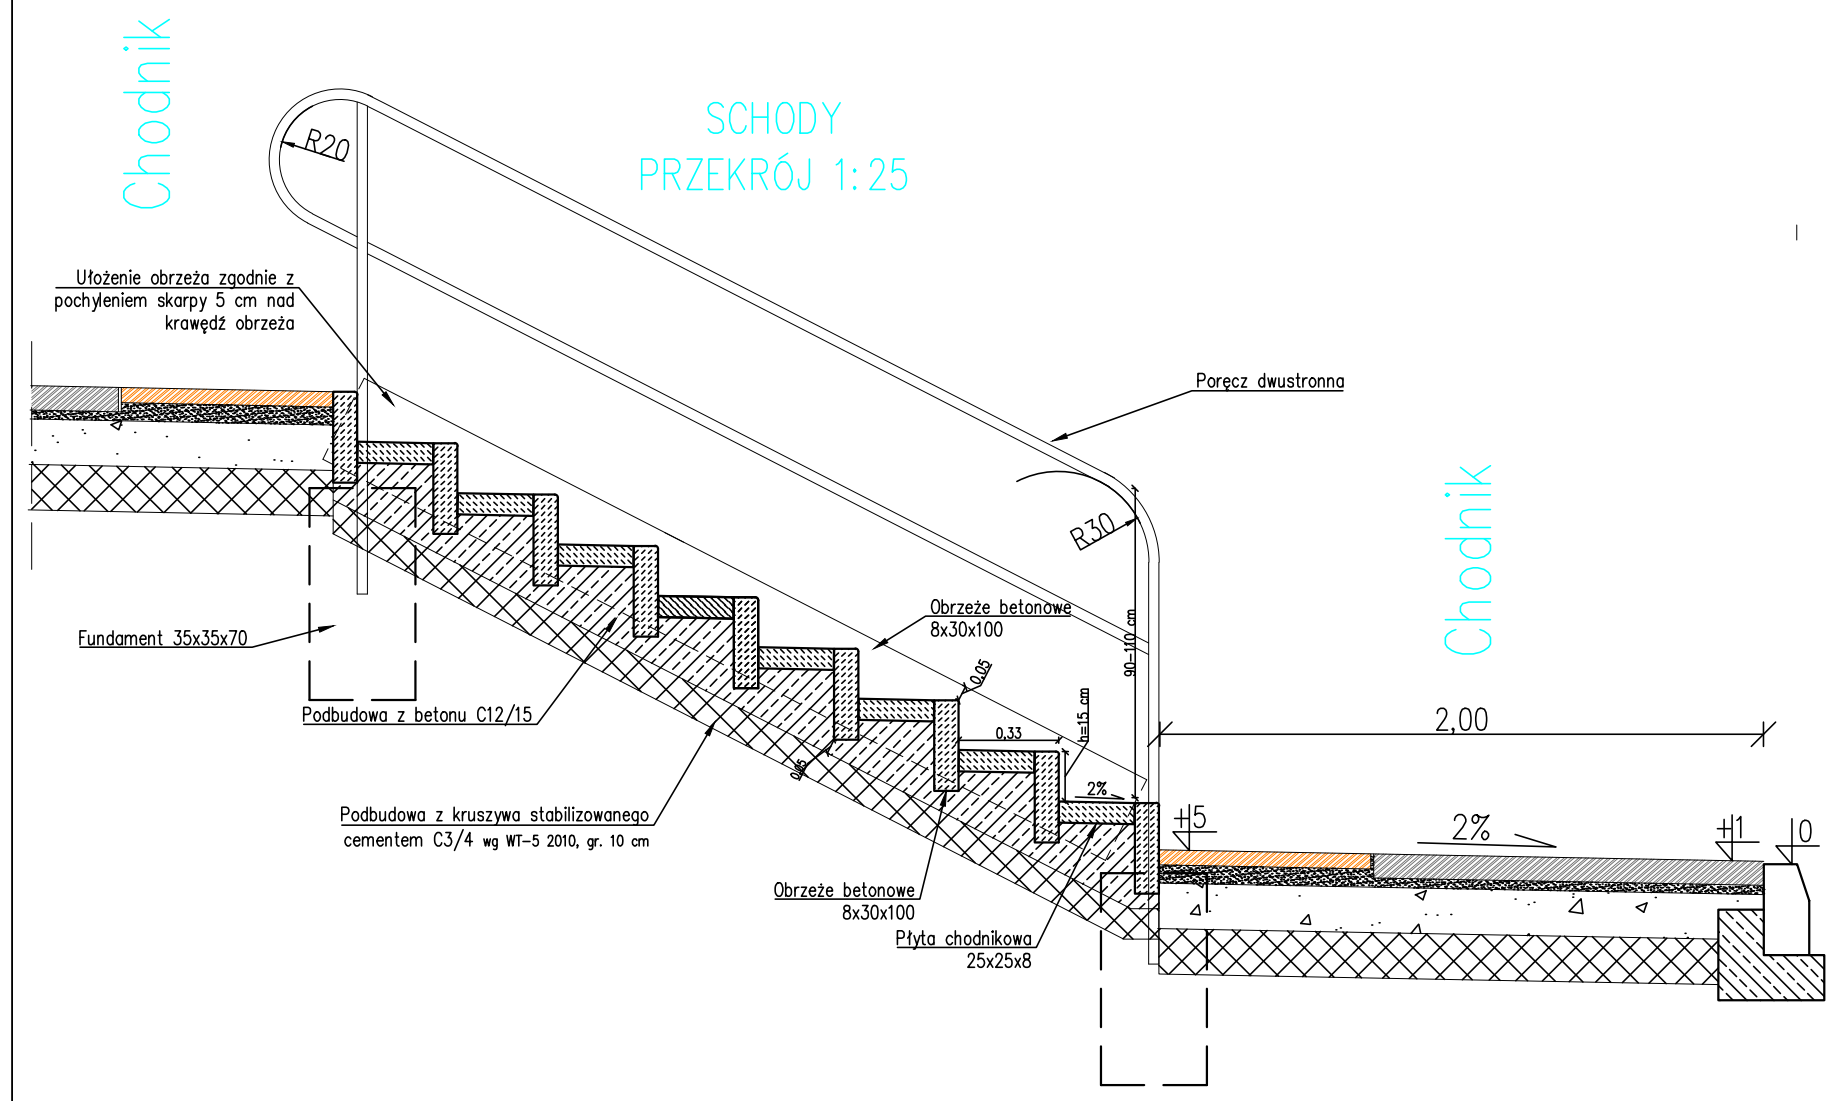 Chodnik
SCHODY
PRZEKRÓJ 1:25
R20
Ułożenie obrzeża zgodnie z
pochyleniem skarpy 5 cm nad
krawędź obrzeża
Poręcz dwustronna
R30
Chodnik
90-110 cm
Obrzeże betonowe
8x30x100
Fundament 35x35x70
0.05
Podbudowa z betonu C12/15
h=15 cm
0.33
2,00
0.05
2%
Podbudowa z kruszywa stabilizowanego
cementem C3/4 wg WT-5 2010, gr. 10 cm
+5
2%
+1
0
Obrzeże betonowe
8x30x100
Płyta chodnikowa
25x25x8